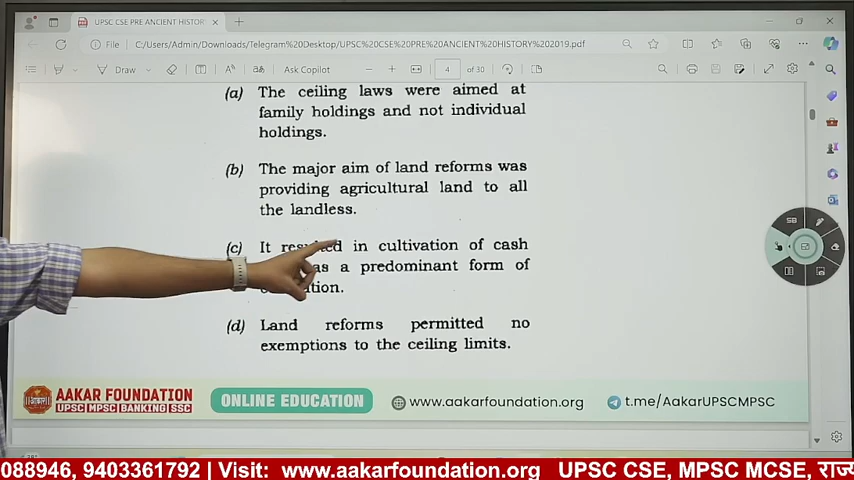 UPSC CSE PRE ANCIENT HISTOR
File
C:/Users/Admin/Downloads/Telegram%20Desktop/UPSC%20CSE%20PRE%20ANCIENT%20HISTORY%202019.pdf
Draw
Ask Copilot
4 of 30
(a) The ceiling laws were aimed at
family holdings and not individual
holdings.
(b) The major aim of land reforms was
providing agricultural land to all
the landless.
(c) It in cultivation of cash
as a predominant form of
(d) Land reforms permitted no
exemptions to the ceiling limits.
AAKAR FOUNDATION
UPSC MPSC BANKING SSC
ONLINE EDUCATION
www.aakarfoundation.org
t.me/AakarUPSCMPSC
088946, 9403361792 | Visit: www.aakarfoundation.org UPSC CSE, MPSC MCSE, राज्य